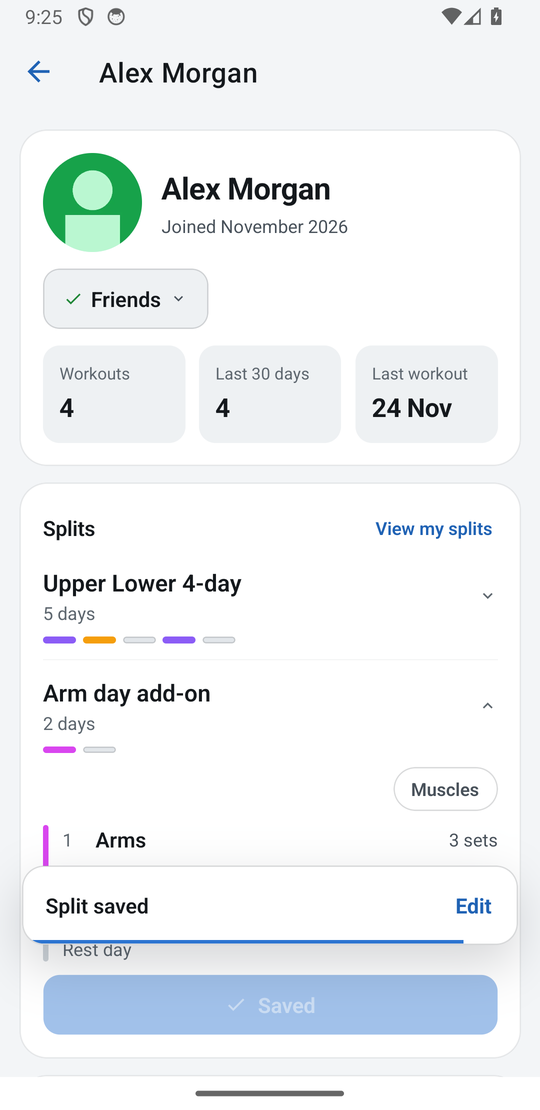 9:25
Alex Morgan
Alex Morgan
Joined November 2026
Friends
Workouts
4
Last 30 days
4
Last workout
24 Nov
Splits
View my splits
Upper Lower 4-day
5 days
Arm day add-on
2 days
Muscles
1 Arms 3 sets
Split saved Edit
Rest day
Saved